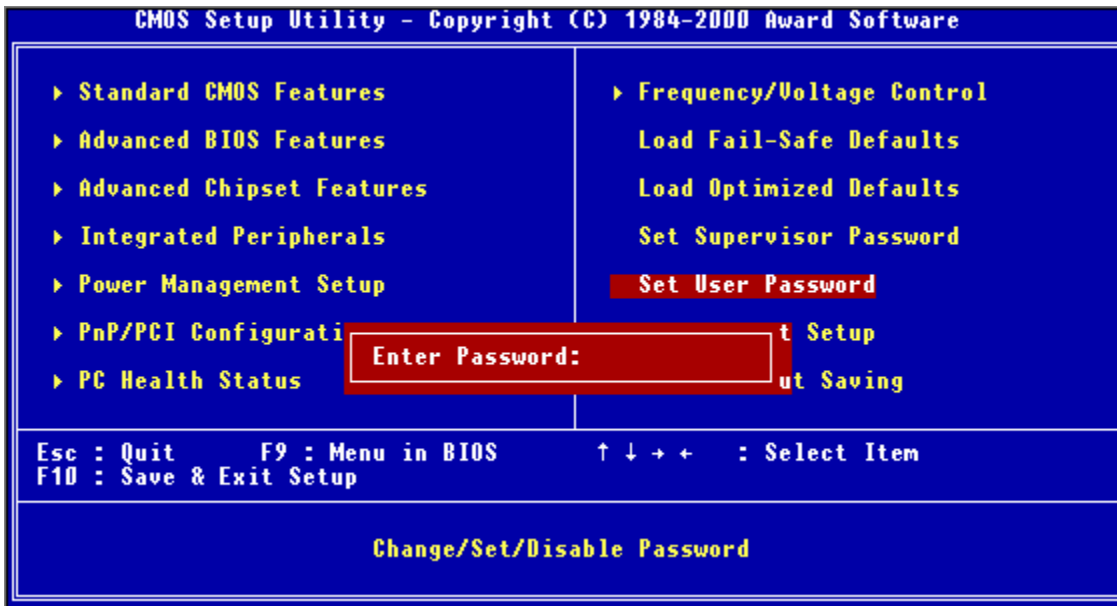 CMOS Setup Utility - Copyright (C) 1984-2000 Award Software
Standard CMOS Features
Advanced BIOS Features
Advanced Chipset Features
Integrated Peripherals
Power Management Setup
PnP/PCI Configurati
PC Health Status
Frequency/Voltage Control
Load Fail-Safe Defaults
Load Optimized Defaults
Set Supervisor Password
Set User Password
t Setup
ut Saving
Enter Password:
Esc : Quit F9 : Menu in BIOS ↑ ↓ → ← : Select Item
F10 : Save & Exit Setup
Change/Set/Disable Password